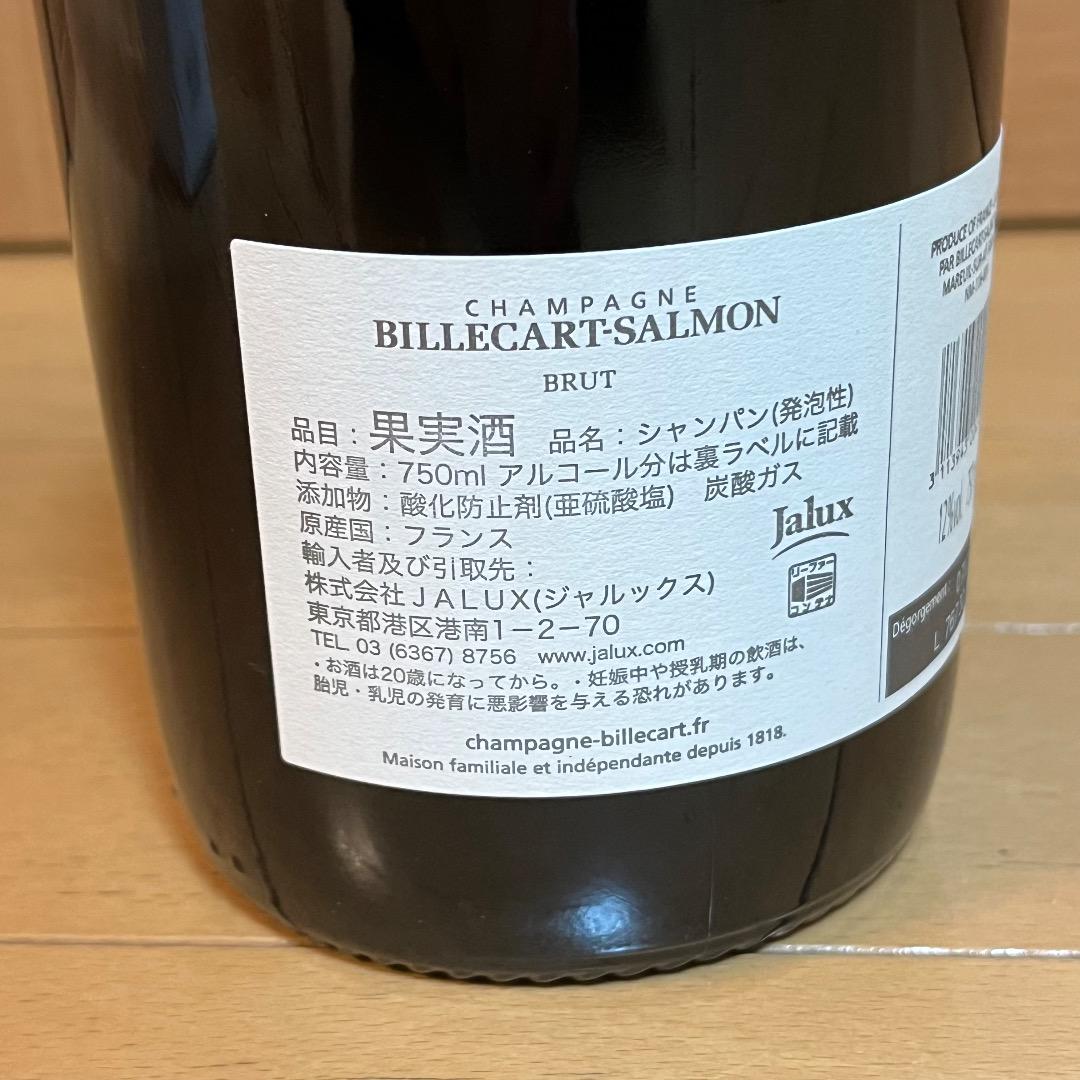 CHAMPAGNE
BILLECART-SALMON
BRUT
品目：果実酒 品名：シャンパン(発泡性)
内容量：750ml アルコール分は裏ラベルに記載
添加物：酸化防止剤(亜硫酸塩) 炭酸ガス
原産国：フランス
輸入者及び引取先：
株式会社ＪＡＬＵＸ(ジャルックス)
東京都港区港南1－2－70
TEL 03 (6367) 8756 www.jalux.com
・お酒は20歳になってから。・妊娠中や授乳期の飲酒は、
胎児・乳児の発育に悪影響を与える恐れがあります。
Jalux
リーファー
コンテナ
champagne-billecart.fr
Maison familiale et indépendante depuis 1818.
PRODUCE OF
PAR
12%vol
Dégorgement :
L